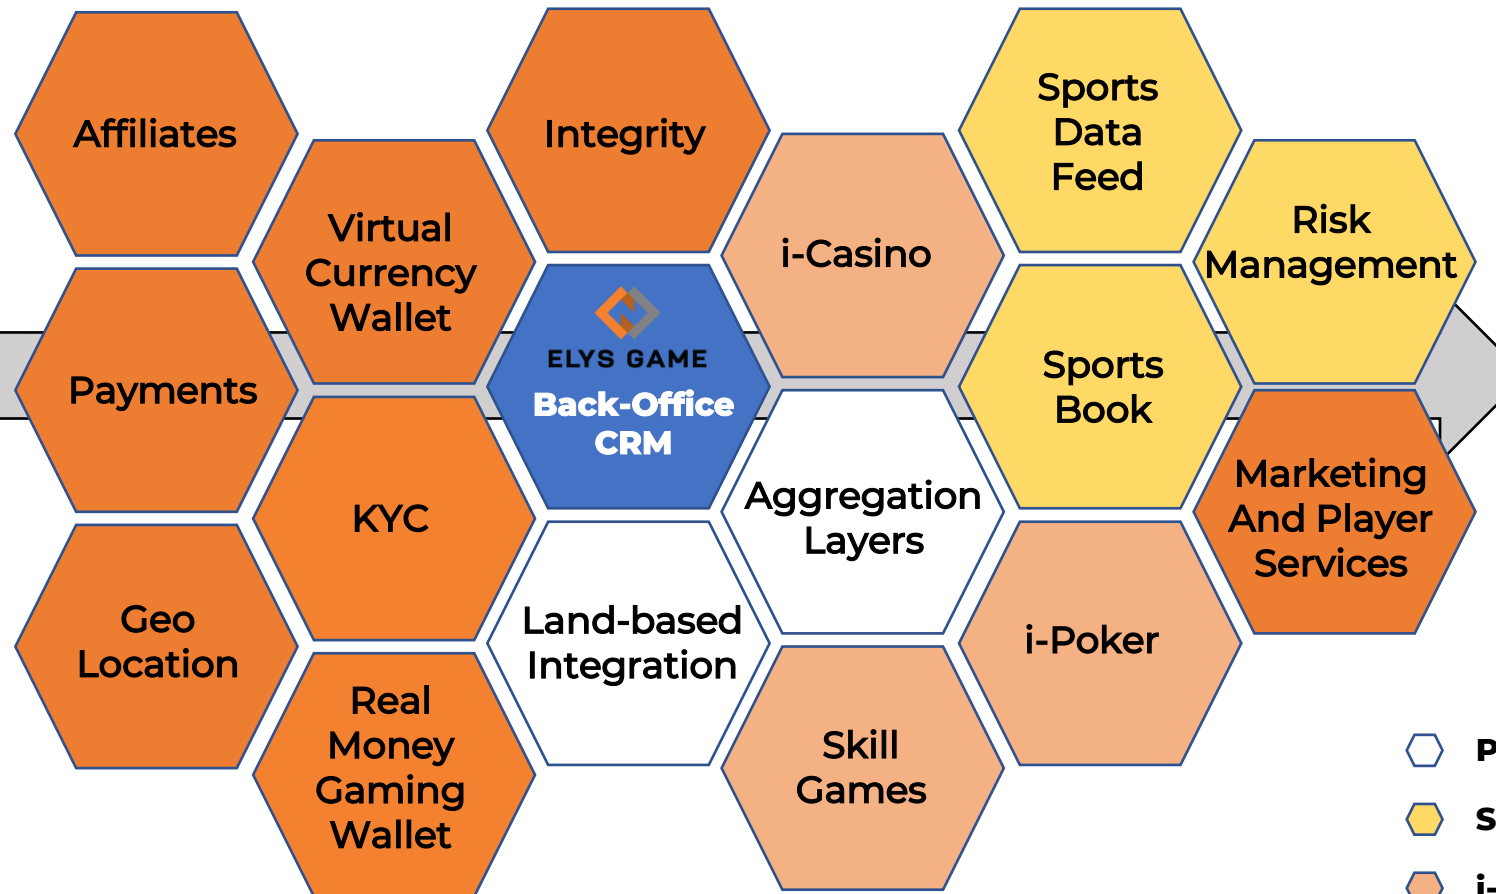 Affiliates
Integrity
Sports
Data
Feed
Virtual
Currency
Wallet
i-Casino
Risk
Management
Payments
ELYS GAME
Back-Office
CRM
Sports
Book
KYC
Aggregation
Layers
Marketing
And Player
Services
Geo
Location
Land-based
Integration
i-Poker
Real
Money
Gaming
Wallet
Skill
Games
P
S
i-